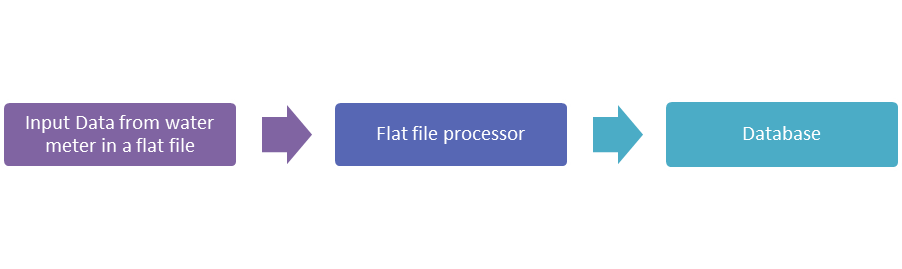 Input Data from water
meter in a flat file
Flat file processor
Database